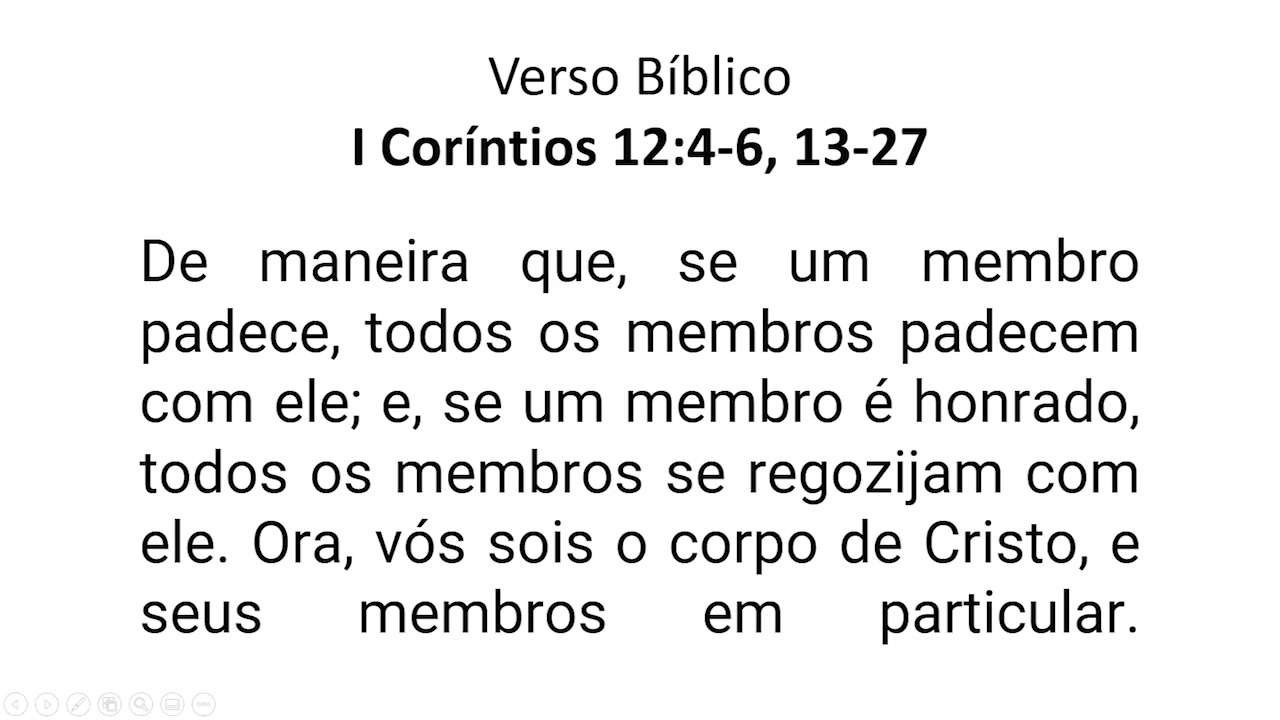 Verso Bíblico
I Coríntios 12:4-6, 13-27
De maneira que, se um membro
padece, todos os membros padecem
com ele; e, se um membro é honrado,
todos os membros se regozijam com
ele. Ora, vós sois o corpo de Cristo, e
seus membros em particular.